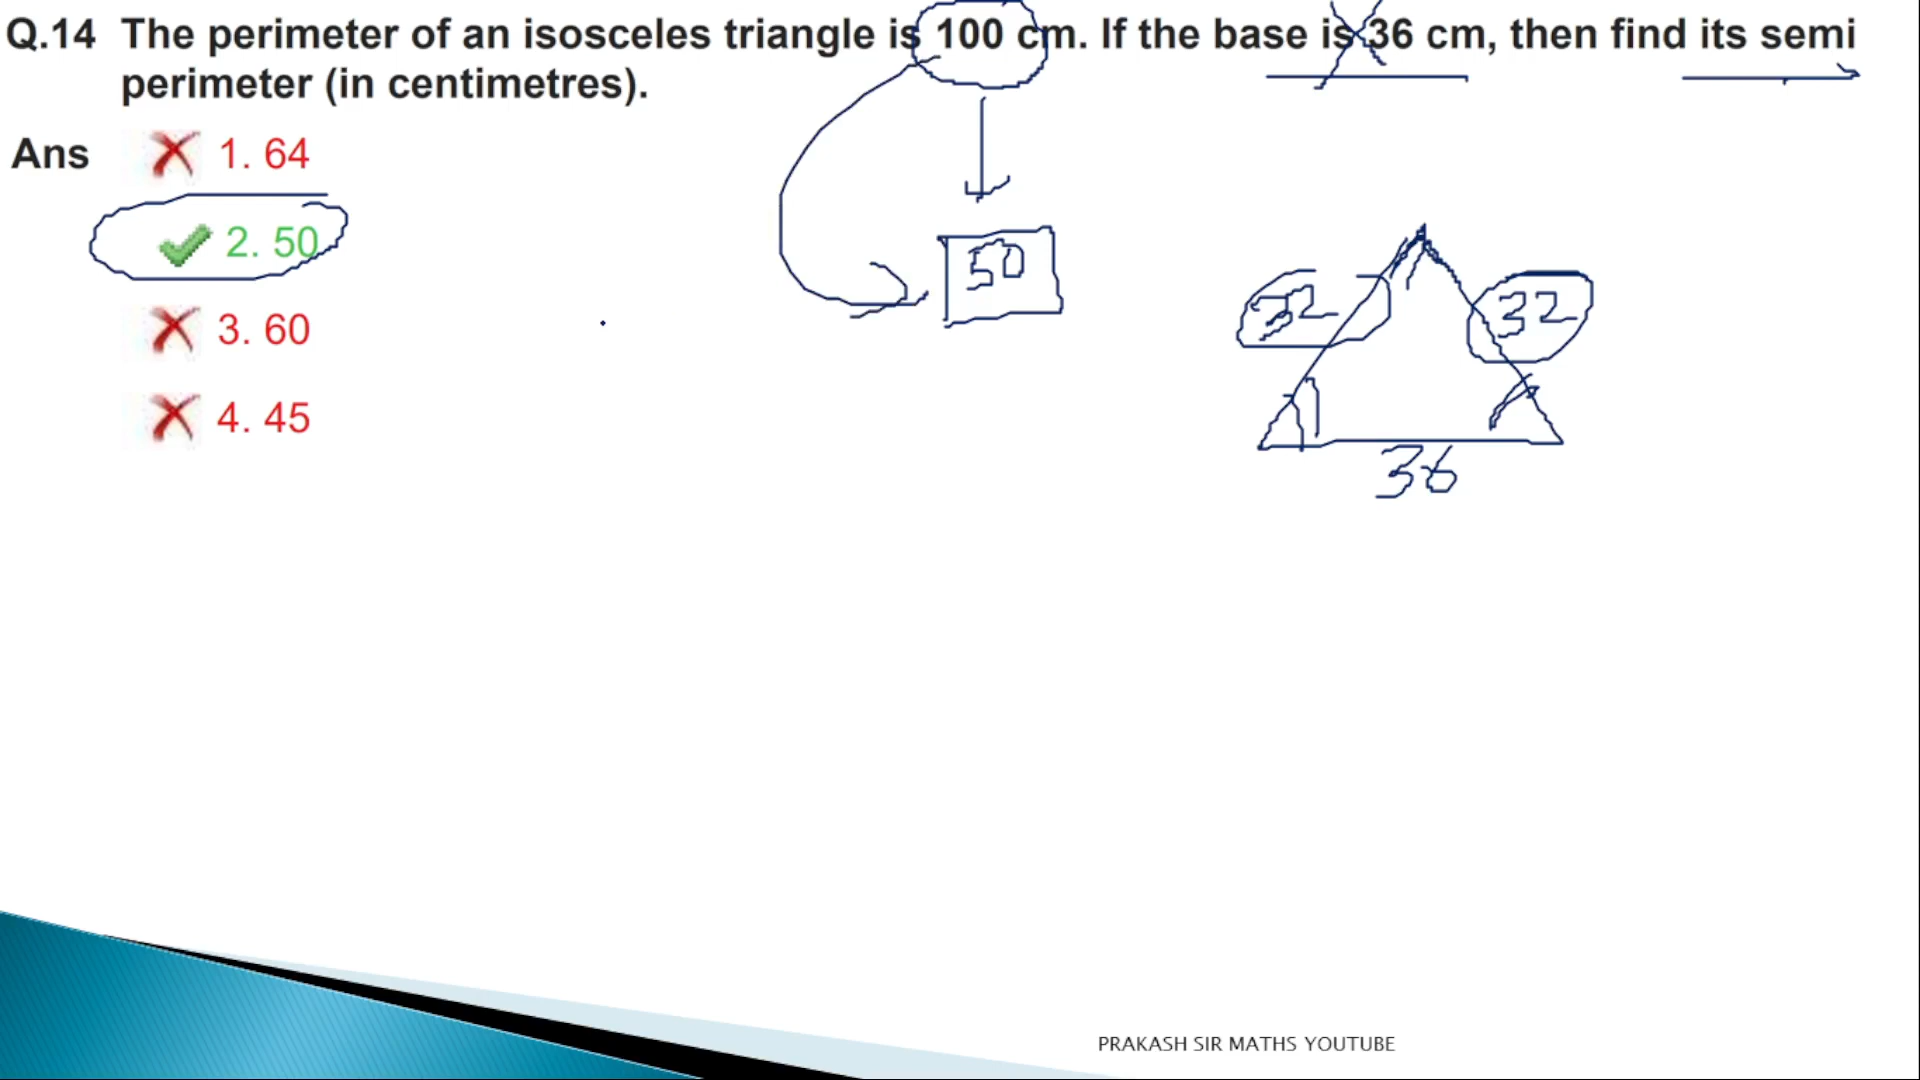 Q.14 The perimeter of an isosceles triangle is 100 cm. If the base is 36 cm, then find its semi
perimeter (in centimetres).
Ans 1. 64
2. 50
3. 60
4. 45
50
32 32
36
PRAKASH SIR MATHS YOUTUBE